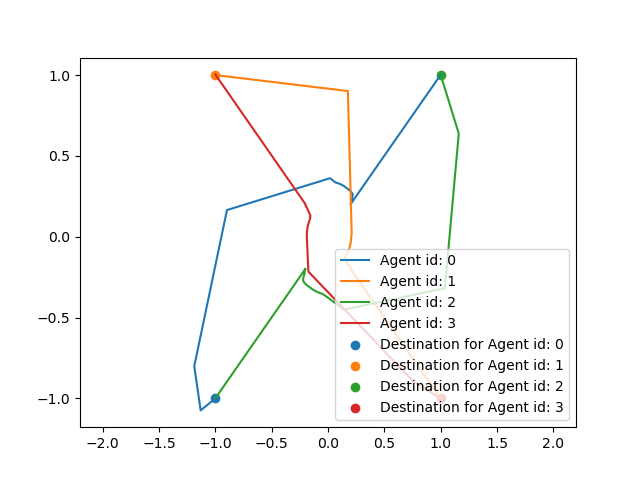 1.0
0.5
0.0
−0.5
−1.0
Agent id: 0
Agent id: 1
Agent id: 2
Agent id: 3
Destination for Agent id: 0
Destination for Agent id: 1
Destination for Agent id: 2
Destination for Agent id: 3
−2.0 −1.5 −1.0 −0.5 0.0 0.5 1.0 1.5 2.0